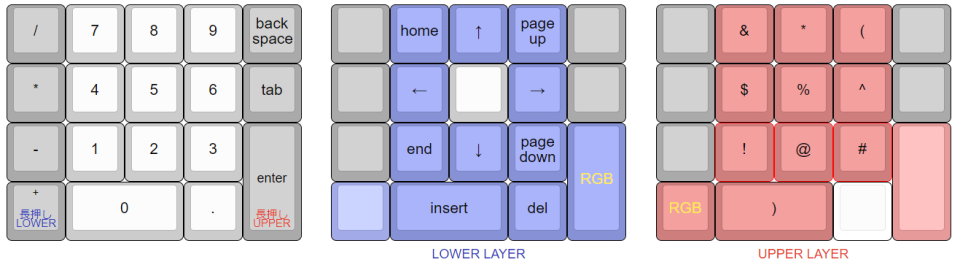 / 7 8 9 back space
* 4 5 6 tab
- 1 2 3 enter
+ 長押し LOWER 0 . 長押し UPPER
home ↑ page up
← →
end ↓ page down RGB
insert del
LOWER LAYER
& * (
$ % ^
! @ #
RGB )
UPPER LAYER